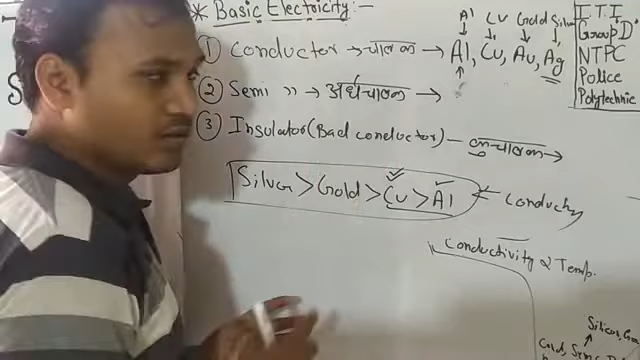 * Basic Electricity:-
Al Cu Gold Silver
① Conductor → चालक → Al, Cu, Au, Ag
② Semi " → अर्धचालक →
③ Insulator (Bad conductor) - कुचालक →
Silver > Gold > Cu > Al
Conductivity α Temp.
I.T.I
Group 'D'
NTPC
Police
Polytechnic